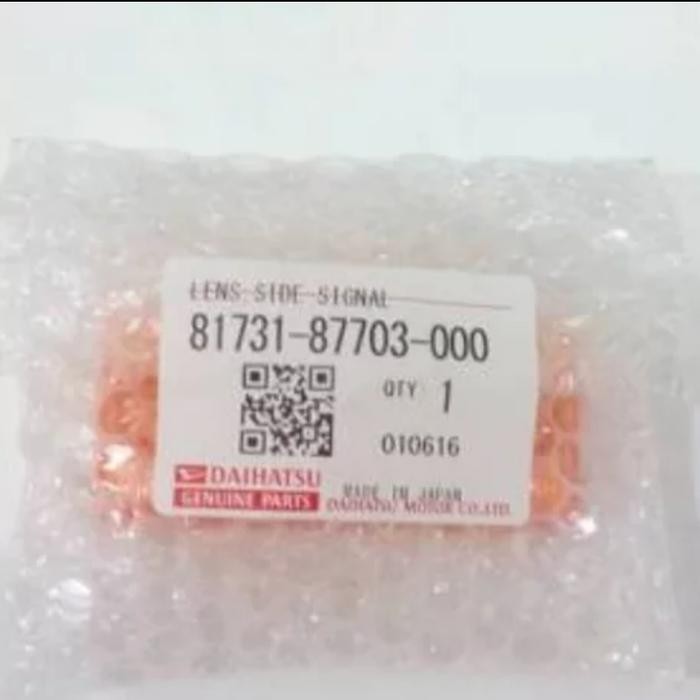 LENS-SIDE-SIGNAL
81731-87703-000
QTY 1
010616
DAIHATSU
GENUINE PARTS
MADE IN JAPAN
DAIHATSU MOTOR CO.,LTD.